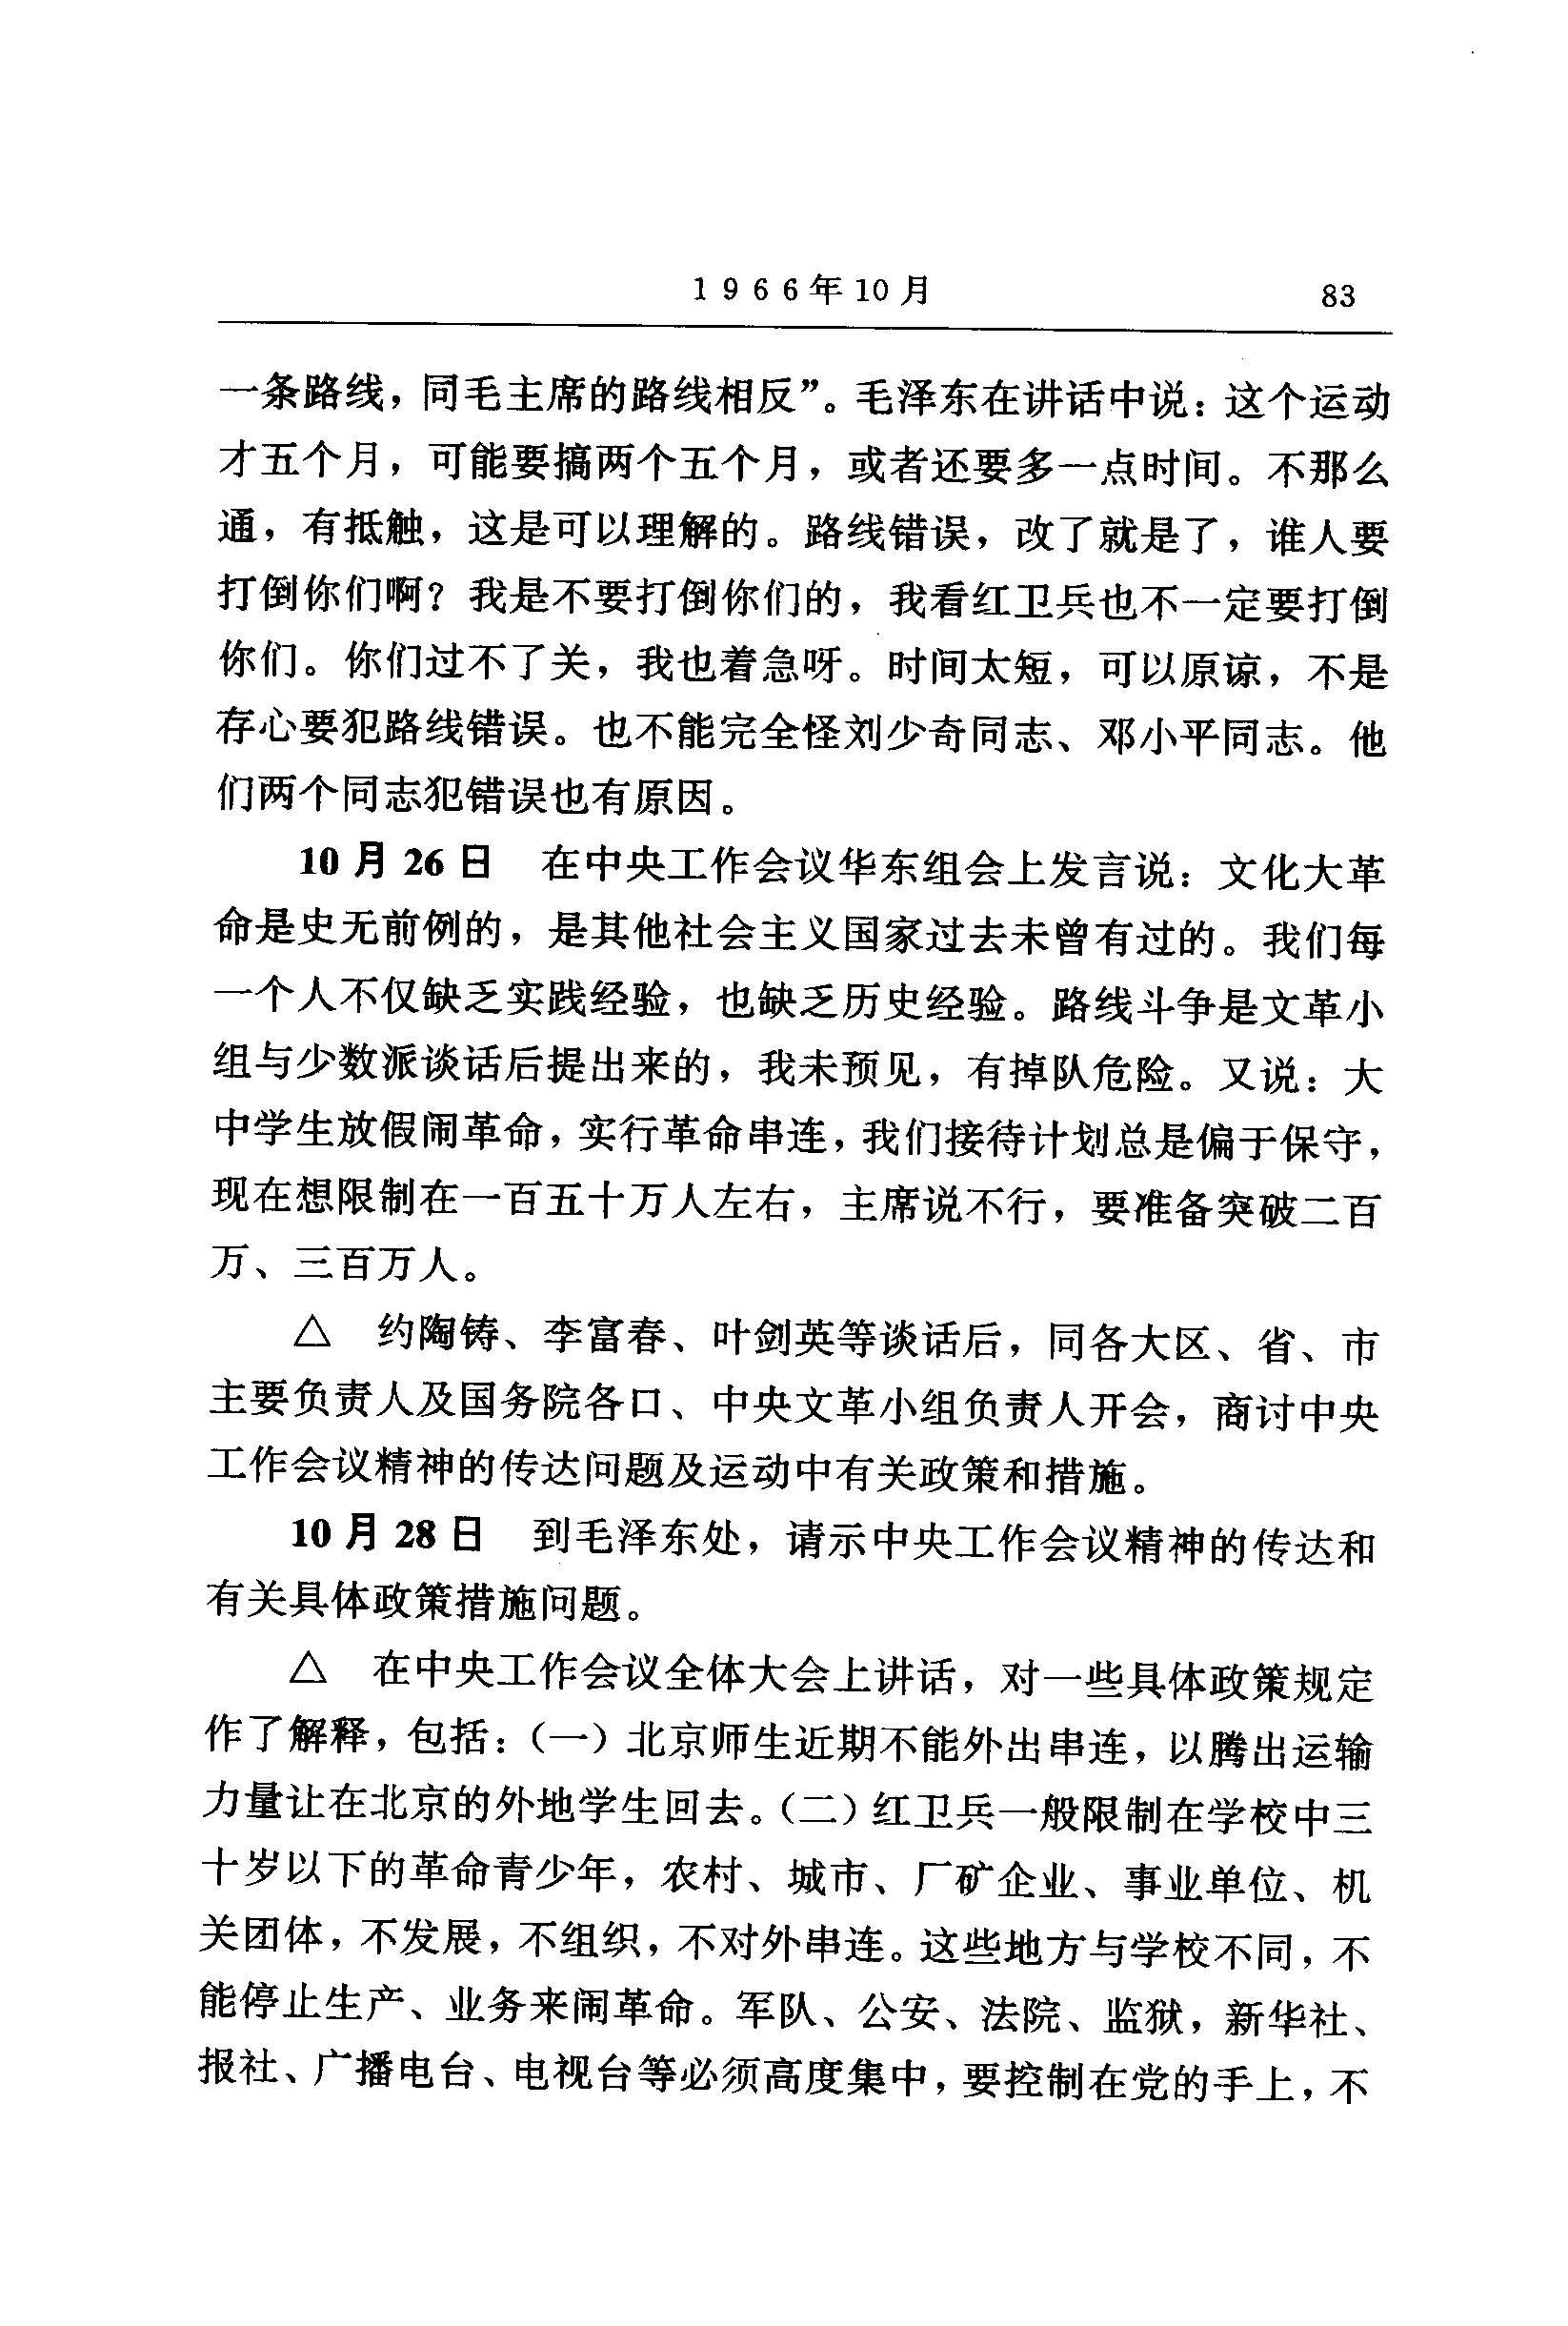 1966年10月 83
一条路线，同毛主席的路线相反”。毛泽东在讲话中说：这个运动
才五个月，可能要搞两个五个月，或者还要多一点时间。不那么
通，有抵触，这是可以理解的。路线错误，改了就是了，谁人要
打倒你们啊？我是不要打倒你们的，我看红卫兵也不一定要打倒
你们。你们过不了关，我也着急呀。时间太短，可以原谅，不是
存心要犯路线错误。也不能完全怪刘少奇同志、邓小平同志。他
们两个同志犯错误也有原因。
10月26日 在中央工作会议华东组会上发言说：文化大革
命是史无前例的，是其他社会主义国家过去未曾有过的。我们每
一个人不仅缺乏实践经验，也缺乏历史经验。路线斗争是文革小
组与少数派谈话后提出来的，我未预见，有掉队危险。又说：大
中学生放假闹革命，实行革命串连，我们接待计划总是偏于保守，
现在想限制在一百五十万人左右，主席说不行，要准备突破二百
万、三百万人。
△ 约陶铸、李富春、叶剑英等谈话后，同各大区、省、市
主要负责人及国务院各口、中央文革小组负责人开会，商讨中央
工作会议精神的传达问题及运动中有关政策和措施。
10月28日 到毛泽东处，请示中央工作会议精神的传达和
有关具体政策措施问题。
△ 在中央工作会议全体大会上讲话，对一些具体政策规定
作了解释，包括：（一）北京师生近期不能外出串连，以腾出运输
力量让在北京的外地学生回去。（二）红卫兵一般限制在学校中三
十岁以下的革命青少年，农村、城市、厂矿企业、事业单位、机
关团体，不发展，不组织，不对外串连。这些地方与学校不同，不
能停止生产、业务来闹革命。军队、公安、法院、监狱，新华社、
报社、广播电台、电视台等必须高度集中，要控制在党的手上，不